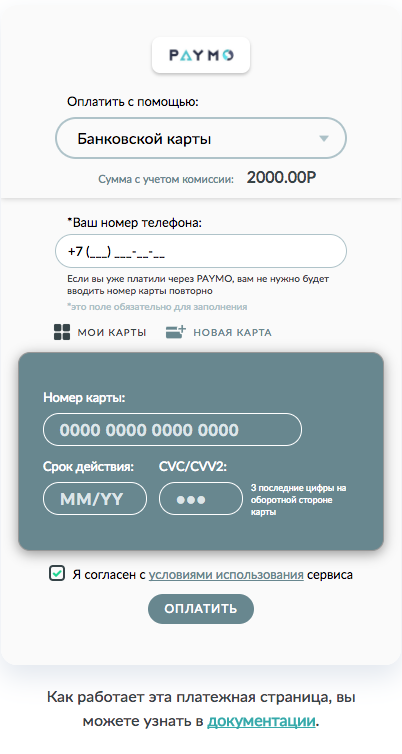 PAYMO
Оплатить с помощью:
Банковской карты
Сумма с учетом комиссии: 2000.00Р
*Ваш номер телефона:
+7 (___) ___-__-__
Если вы уже платили через PAYMO, вам не нужно будет
вводить номер карты повторно
*это поле обязательно для заполнения
МОИ КАРТЫ НОВАЯ КАРТА
Номер карты:
0000 0000 0000 0000
Срок действия: CVC/CVV2:
MM/YY ●●● 3 последние цифры на
оборотной стороне
карты
Я согласен с условиями использования сервиса
ОПЛАТИТЬ
Как работает эта платежная страница, вы
можете узнать в документации.